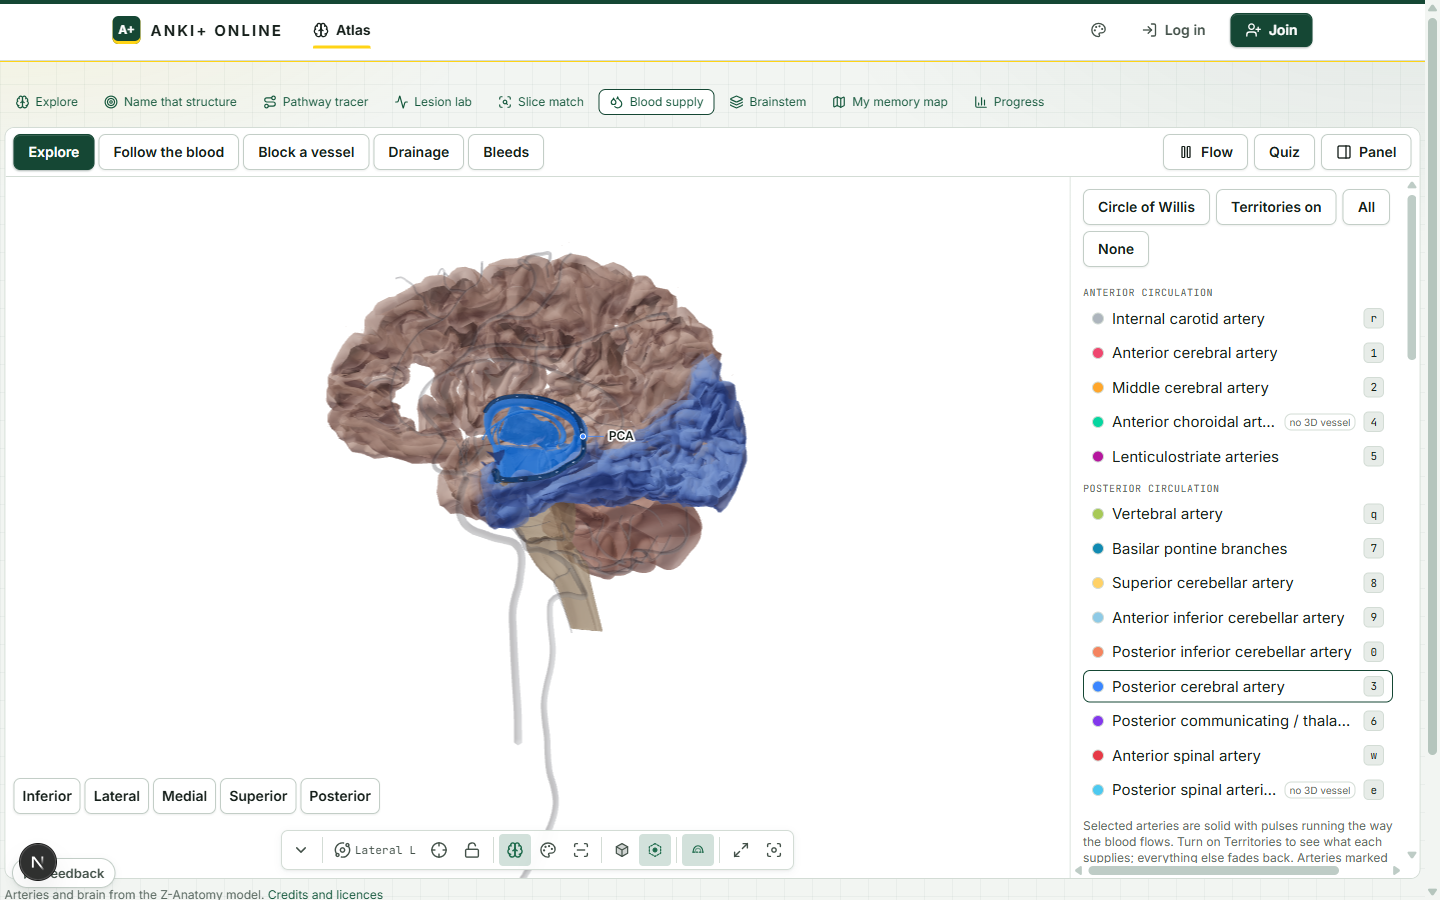 A+ ANKI+ ONLINE Atlas Log in Join
Explore Name that structure Pathway tracer Lesion lab Slice match Blood supply Brainstem My memory map Progress
Explore Follow the blood Block a vessel Drainage Bleeds Flow Quiz Panel
Circle of Willis Territories on All
None
ANTERIOR CIRCULATION
Internal carotid artery r
Anterior cerebral artery 1
Middle cerebral artery 2
Anterior choroidal art... no 3D vessel 4
Lenticulostriate arteries 5
POSTERIOR CIRCULATION
Vertebral artery q
Basilar pontine branches 7
Superior cerebellar artery 8
Anterior inferior cerebellar artery 9
Posterior inferior cerebellar artery 0
Posterior cerebral artery 3
Posterior communicating / thala... 6
Anterior spinal artery w
Posterior spinal arteri... no 3D vessel e
Selected arteries are solid with pulses running the way
the blood flows. Turn on Territories to see what each
supplies; everything else fades back. Arteries marked
PCA
Inferior Lateral Medial Superior Posterior
Lateral L
N eedback
Arteries and brain from the Z-Anatomy model. Credits and licences